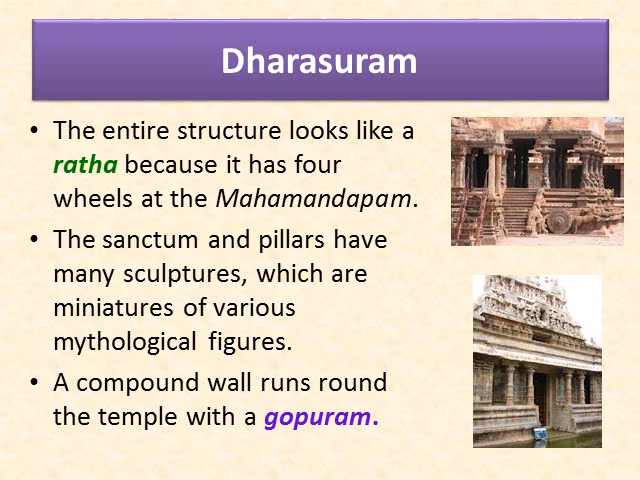 Dharasuram
• The entire structure looks like a
ratha because it has four
wheels at the Mahamandapam.
• The sanctum and pillars have
many sculptures, which are
miniatures of various
mythological figures.
• A compound wall runs round
the temple with a gopuram.